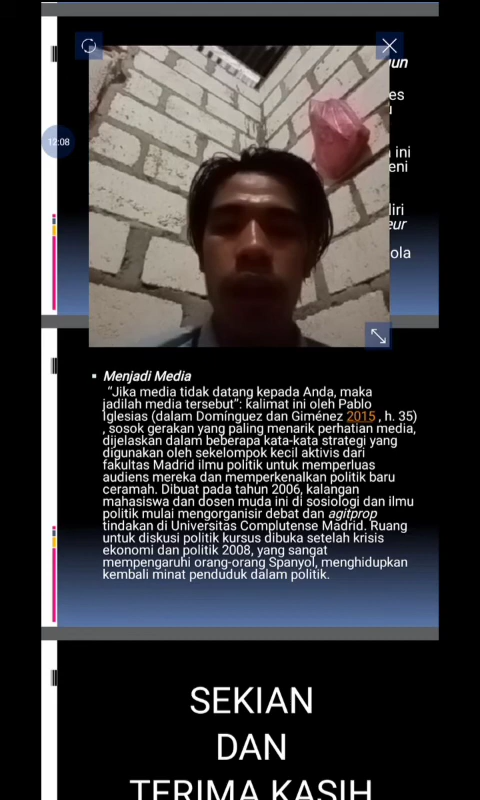 un
es
12:08
ini
eni
liri
eur
ola
Menjadi Media
“Jika media tidak datang kepada Anda, maka
jadilah media tersebut”: kalimat ini oleh Pablo
Iglesias (dalam Domínguez dan Giménez 2015 , h. 35)
, sosok gerakan yang paling menarik perhatian media,
dijelaskan dalam beberapa kata-kata strategi yang
digunakan oleh sekelompok kecil aktivis dari
fakultas Madrid ilmu politik untuk memperluas
audiens mereka dan memperkenalkan politik baru
ceramah. Dibuat pada tahun 2006, kalangan
mahasiswa dan dosen muda ini di sosiologi dan ilmu
politik mulai mengorganisir debat dan agitprop
tindakan di Universitas Complutense Madrid. Ruang
untuk diskusi politik kursus dibuka setelah krisis
ekonomi dan politik 2008, yang sangat
mempengaruhi orang-orang Spanyol, menghidupkan
kembali minat penduduk dalam politik.
SEKIAN
DAN
TERIMA KASIH